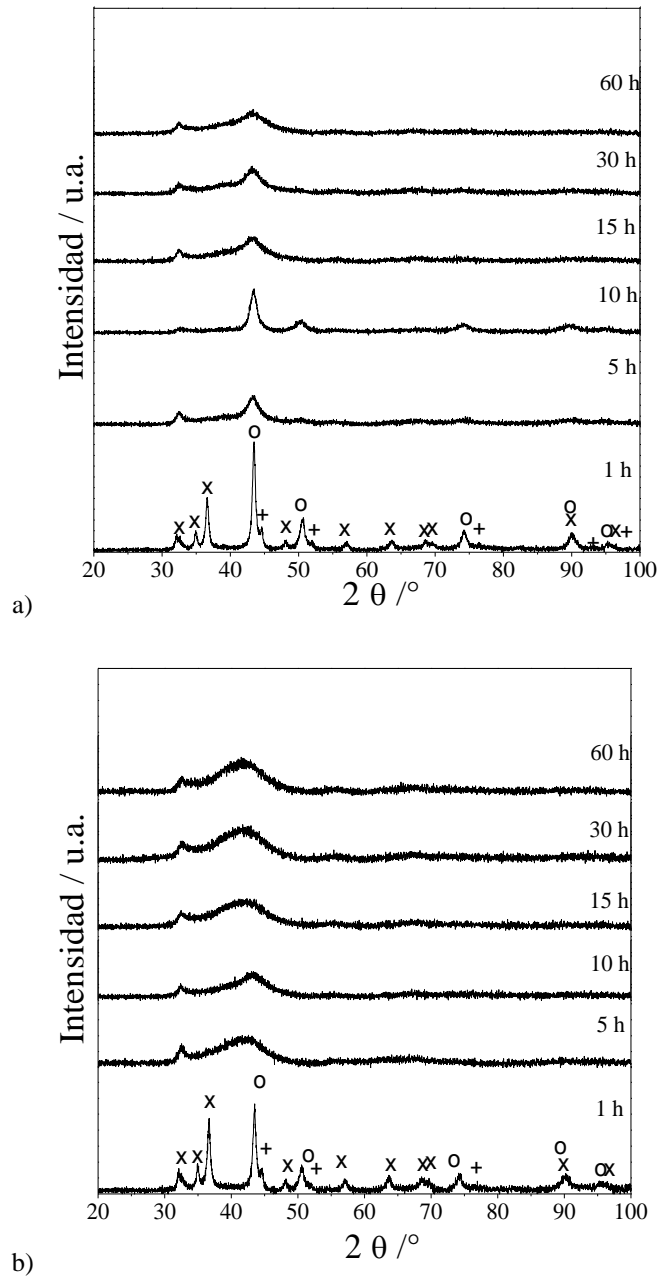 60 h
30 h
15 h
10 h
5 h
1 h
Intensidad / u.a.
o
x x x + x o + x x x x o + o x + o x +
20 30 40 50 60 70 80 90 100
2 θ /°
a)
60 h
30 h
15 h
10 h
5 h
1 h
Intensidad / u.a.
o
x x x + x o + x x x x o + o x o x
20 30 40 50 60 70 80 90 100
2 θ /°
b)